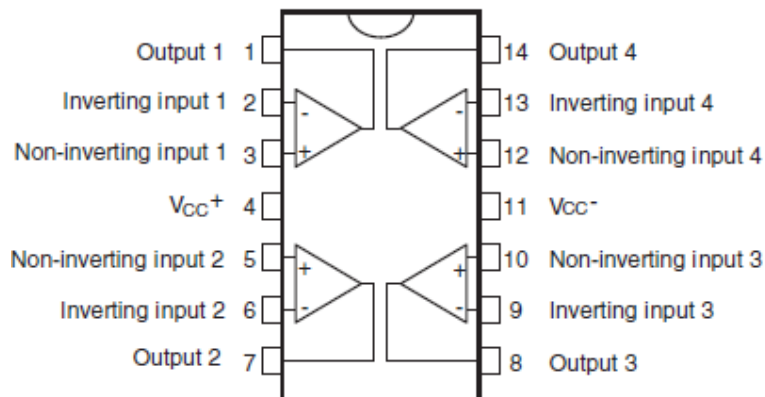 Output 1 1
14 Output 4
Inverting input 1 2
-
-
13 Inverting input 4
Non-inverting input 1 3
+
+
12 Non-inverting input 4
VCC+ 4
11 VCC-
Non-inverting input 2 5
+
+
10 Non-inverting input 3
Inverting input 2 6
-
-
9 Inverting input 3
Output 2 7
8 Output 3